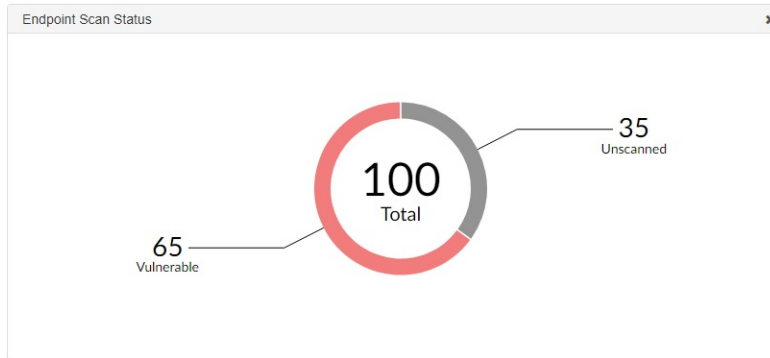 Endpoint Scan Status
35
Unscanned
100
Total
65
Vulnerable